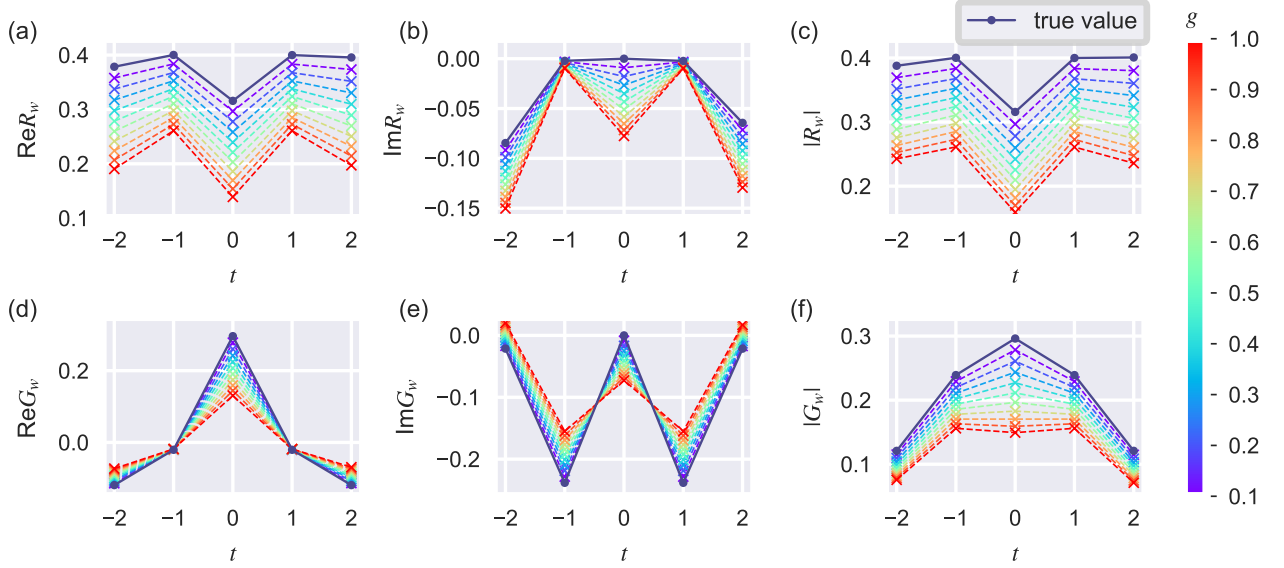 true value
(a)
(b)
(c)
g
ReR_w
0.4
0.3
0.2
0.1
−2 −1 0 1 2
t
ImR_w
0.00
−0.05
−0.10
−0.15
−2 −1 0 1 2
t
|R_w|
0.4
0.3
0.2
−2 −1 0 1 2
t
(d)
(e)
(f)
ReG_w
0.2
0.0
−2 −1 0 1 2
t
ImG_w
0.0
−0.1
−0.2
−2 −1 0 1 2
t
|G_w|
0.3
0.2
0.1
−2 −1 0 1 2
t
1.0
0.9
0.8
0.7
0.6
0.5
0.4
0.3
0.2
0.1